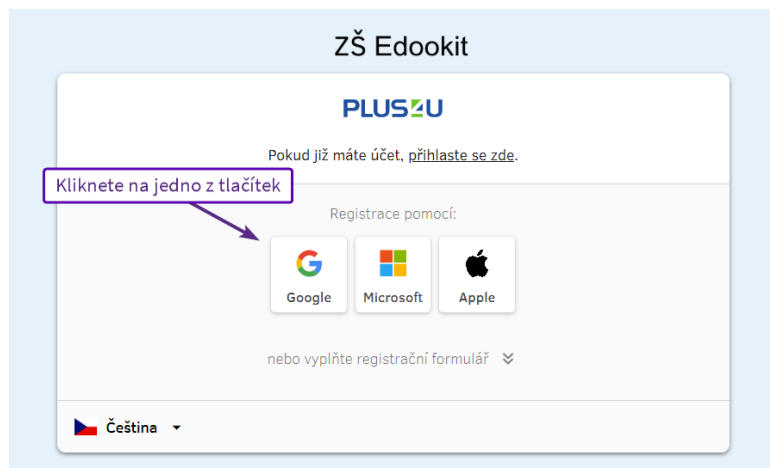 ZŠ Edookit
PLUS4U
Pokud již máte účet, přihlaste se zde.
Kliknete na jedno z tlačítek
Registrace pomocí:
Google Microsoft Apple
nebo vyplňte registrační formulář
Čeština